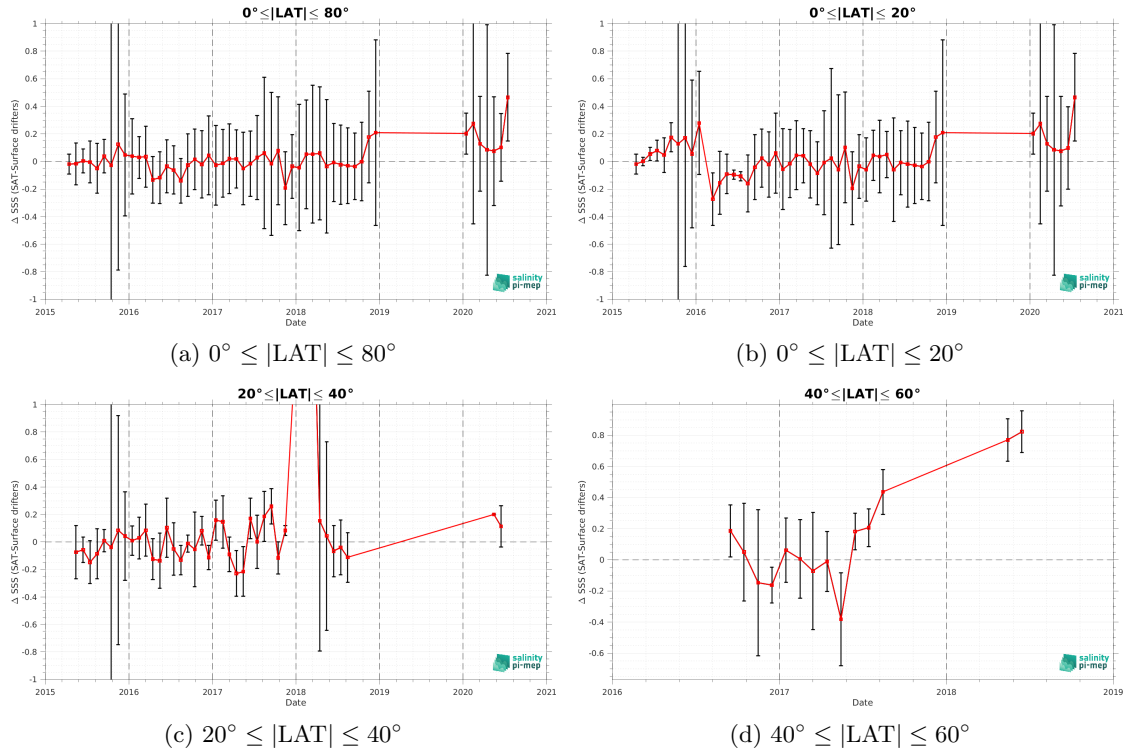 0°≤|LAT|≤ 80°
Δ SSS (SAT-Surface drifters)
1
0.8
0.6
0.4
0.2
0
-0.2
-0.4
-0.6
-0.8
-1
2015 2016 2017 2018 2019 2020 2021
Date
salinity
pi-mep
(a) 0° ≤ |LAT| ≤ 80°
0°≤|LAT|≤ 20°
Δ SSS (SAT-Surface drifters)
1
0.8
0.6
0.4
0.2
0
-0.2
-0.4
-0.6
-0.8
-1
2015 2016 2017 2018 2019 2020 2021
Date
salinity
pi-mep
(b) 0° ≤ |LAT| ≤ 20°
20°≤|LAT|≤ 40°
Δ SSS (SAT-Surface drifters)
1
0.8
0.6
0.4
0.2
0
-0.2
-0.4
-0.6
-0.8
-1
2015 2016 2017 2018 2019 2020 2021
Date
salinity
pi-mep
(c) 20° ≤ |LAT| ≤ 40°
40°≤|LAT|≤ 60°
Δ SSS (SAT-Surface drifters)
0.8
0.6
0.4
0.2
0
-0.2
-0.4
-0.6
2016 2017 2018 2019
Date
salinity
pi-mep
(d) 40° ≤ |LAT| ≤ 60°